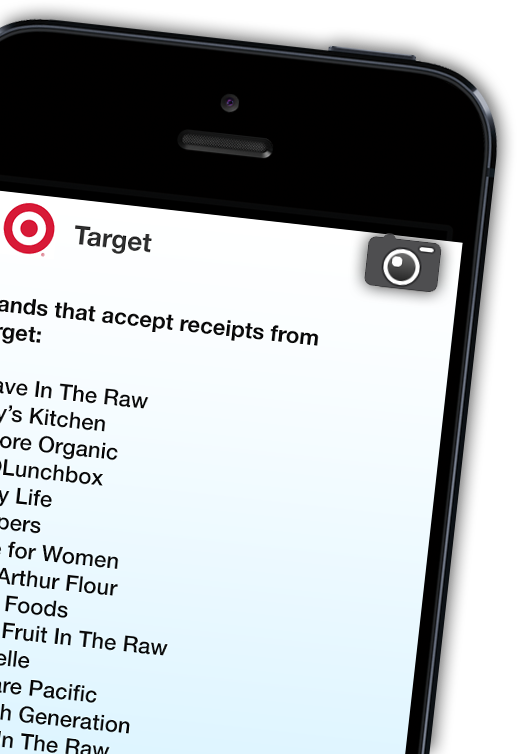 Target
ands that accept receipts from
rget:
ave In The Raw
y's Kitchen
ore Organic
Lunchbox
y Life
pers
e for Women
Arthur Flour
Foods
Fruit In The Raw
elle
are Pacific
h Generation
In The Raw